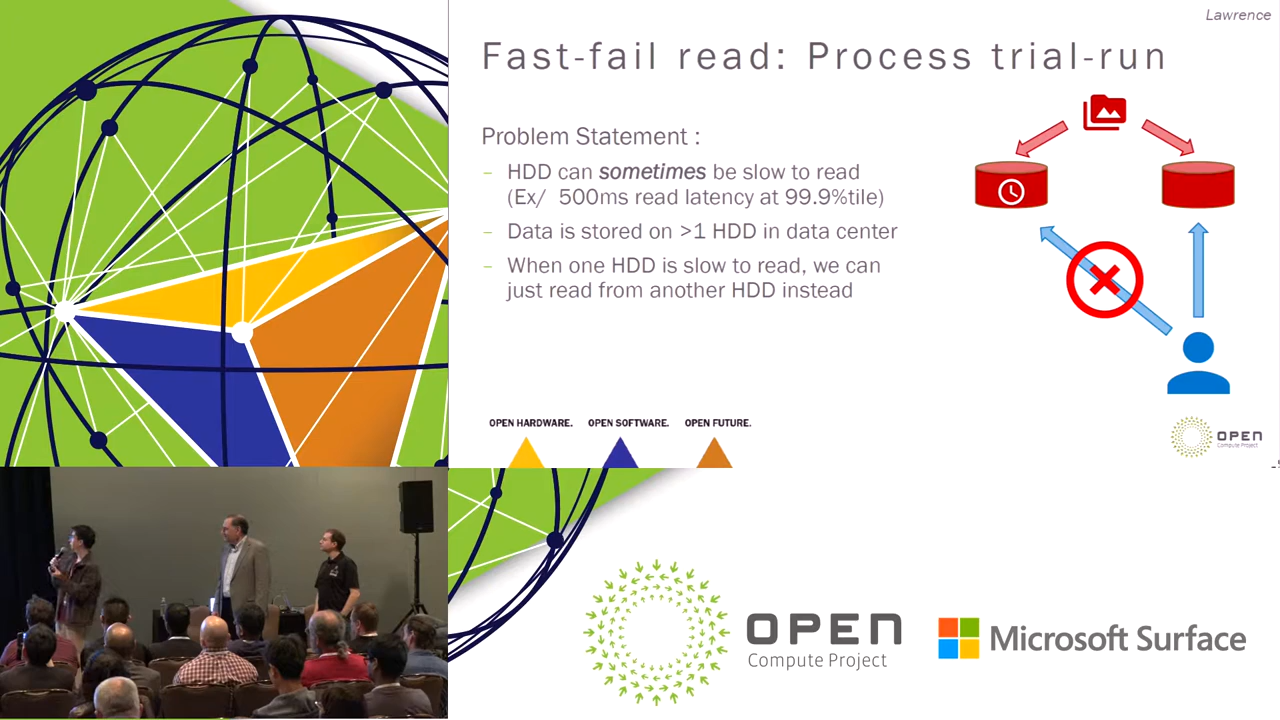 Lawrence
Fast-fail read: Process trial-run
Problem Statement :
– HDD can sometimes be slow to read
(Ex/ 500ms read latency at 99.9%tile)
– Data is stored on >1 HDD in data center
– When one HDD is slow to read, we can
just read from another HDD instead
OPEN HARDWARE. OPEN SOFTWARE. OPEN FUTURE.
OPEN
Compute Project
OPEN
Compute Project
Microsoft Surface